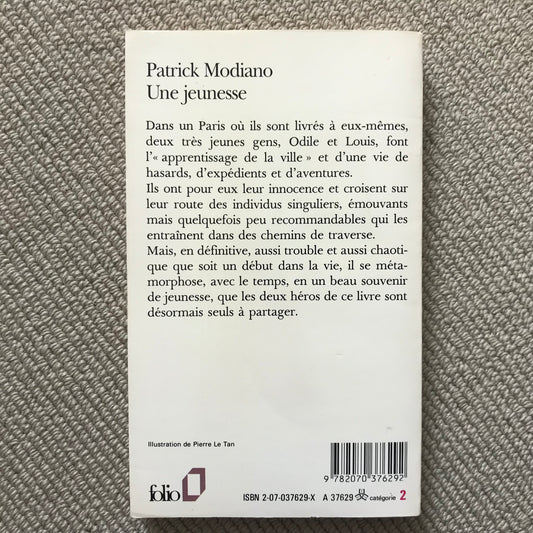 Patrick Modiano
Une jeunesse
Dans un Paris où ils sont livrés à eux-mêmes,
deux très jeunes gens, Odile et Louis, font
l'« apprentissage de la ville » et d'une vie de
hasards, d'expédients et d'aventures.
Ils ont pour eux leur innocence et croisent sur
leur route des individus singuliers, émouvants
mais quelquefois peu recommandables qui les
entraînent dans des chemins de traverse.
Mais, en définitive, aussi trouble et aussi chaoti-
que que soit un début dans la vie, il se méta-
morphose, avec le temps, en un beau souvenir
de jeunesse, que les deux héros de ce livre sont
désormais seuls à partager.
Illustration de Pierre Le Tan
9 782070 376292
folio
ISBN 2-07-037629-X A 37629 catégorie 2